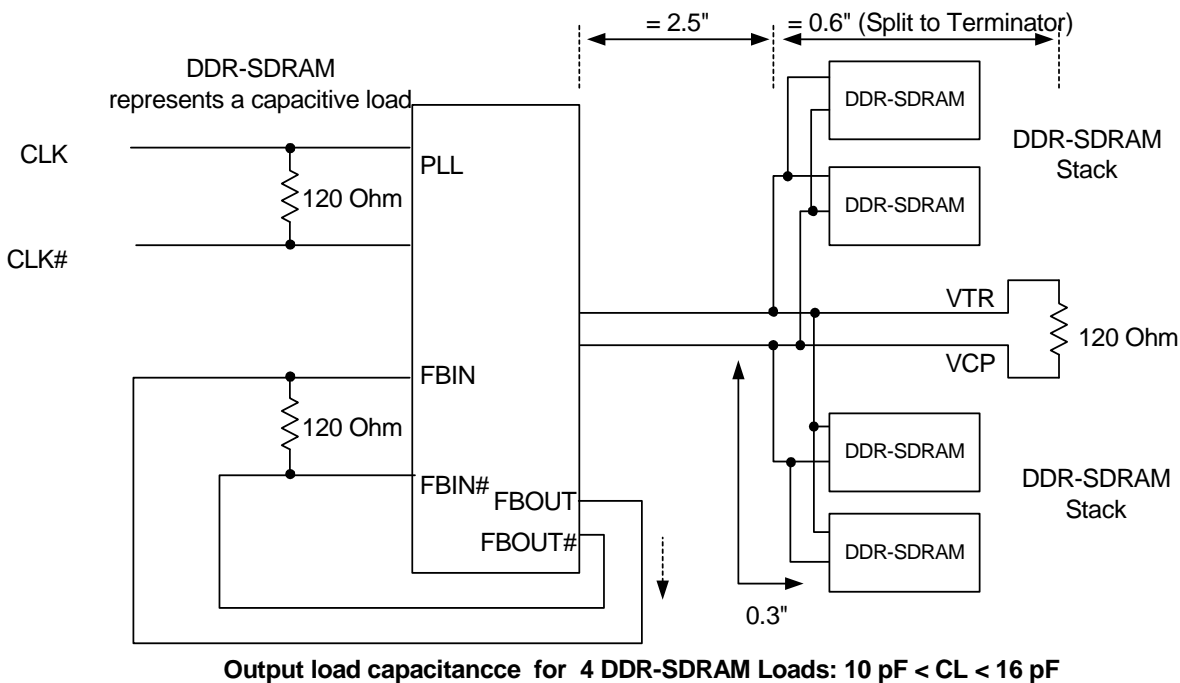 = 2.5"
= 0.6" (Split to Terminator)
DDR-SDRAM
represents a capacitive load
CLK
120 Ohm
CLK#
PLL
FBIN
120 Ohm
FBIN#
FBOUT
FBOUT#
DDR-SDRAM
DDR-SDRAM
DDR-SDRAM
Stack
VTR
120 Ohm
VCP
DDR-SDRAM
DDR-SDRAM
DDR-SDRAM
Stack
0.3"
Output load capacitancce for 4 DDR-SDRAM Loads: 10 pF < CL < 16 pF